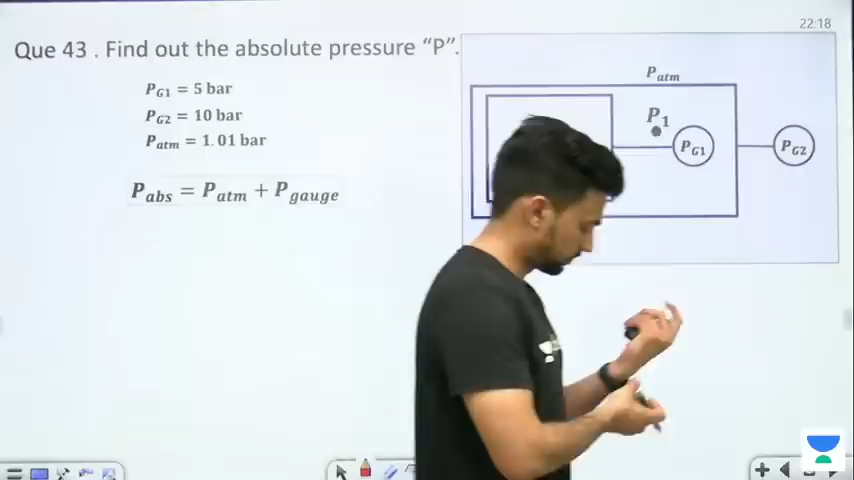 22:18
Que 43 . Find out the absolute pressure “P”.
P_G1 = 5 bar
P_G2 = 10 bar
P_atm = 1.01 bar
P_abs = P_atm + P_gauge
P_atm
P_1
P_G1
P_G2